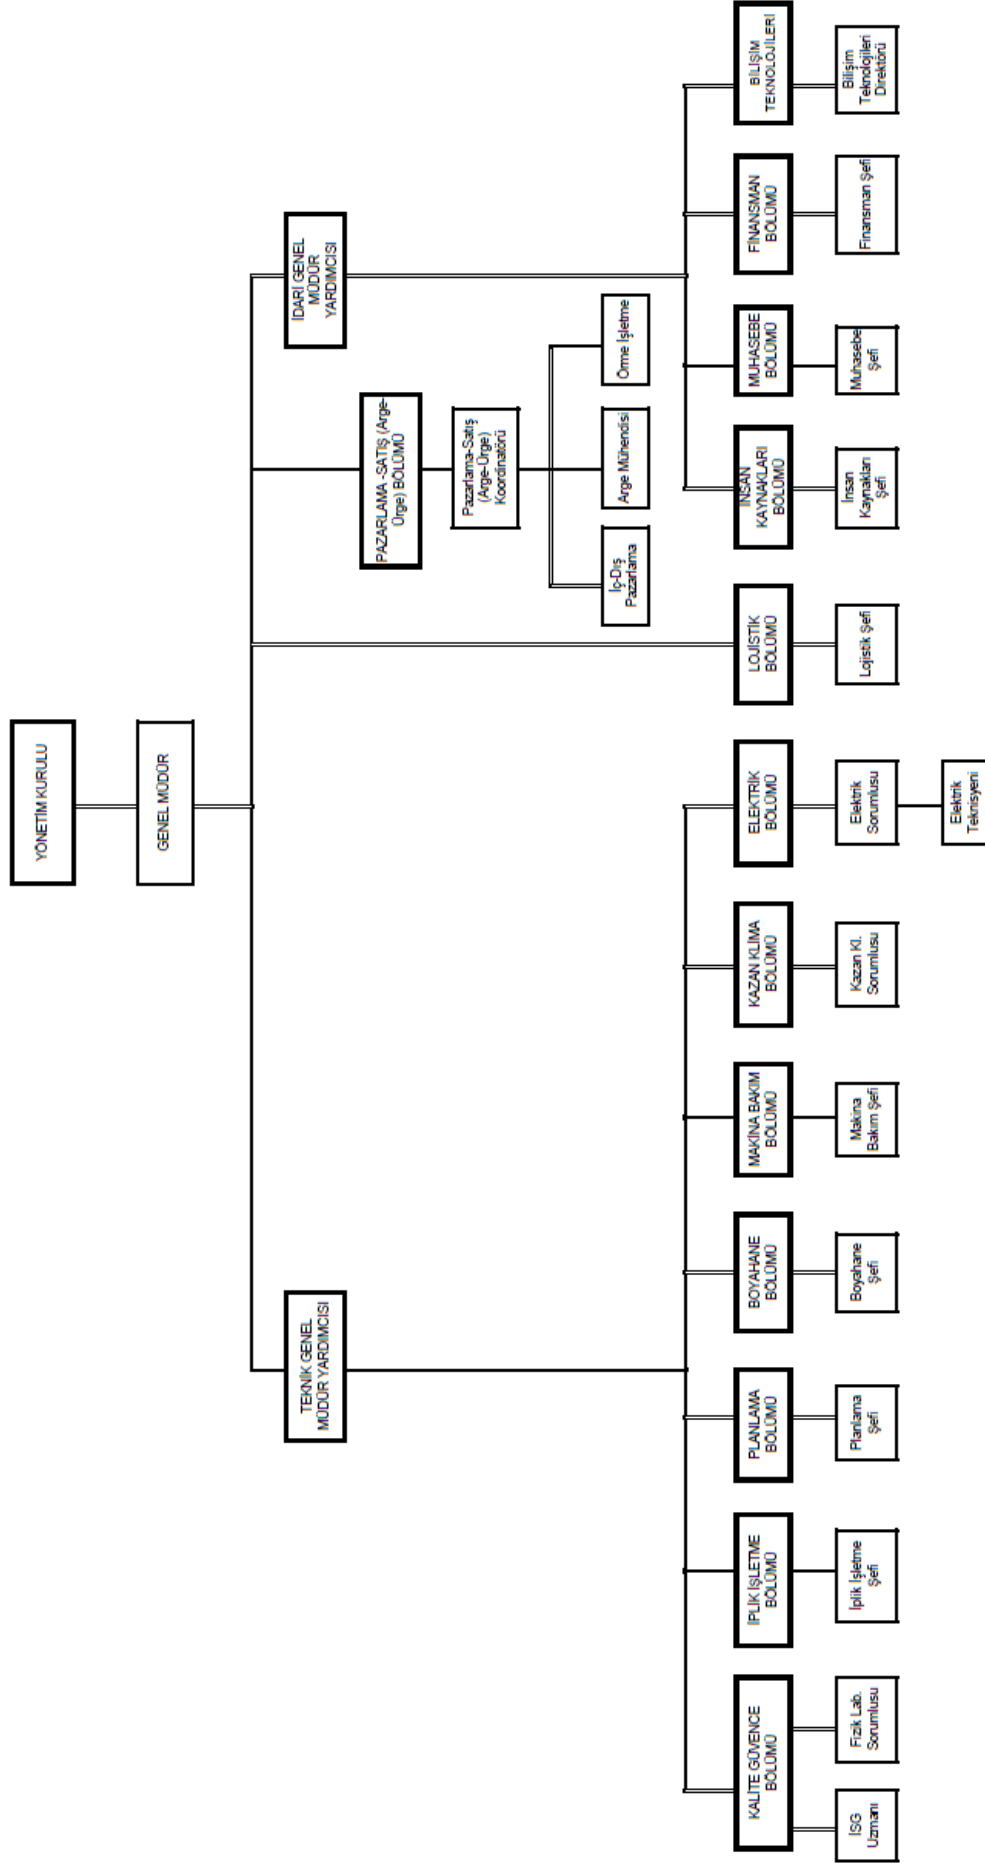 YÖNETİM KURULU
GENEL MÜDÜR
TEKNİK GENEL
MÜDÜR YARDIMCISI
İDARİ GENEL
MÜDÜR
YARDIMCISI
PAZARLAMA -SATIŞ (Arge-
Ürge) BÖLÜMÜ
Pazarlama-Satış
(Arge-Ürge)
Koordinatörü
İç-Dış
Pazarlama
Arge Mühendisi
Örme İşletme
KALİTE GÜVENCE
BÖLÜMÜ
İPLİK İŞLETME
BÖLÜMÜ
PLANLAMA
BÖLÜMÜ
BOYAHANE
BÖLÜMÜ
MAKİNA BAKIM
BÖLÜMÜ
KAZAN KLİMA
BÖLÜMÜ
ELEKTRİK
BÖLÜMÜ
LOJİSTİK
BÖLÜMÜ
İNSAN
KAYNAKLARI
BÖLÜMÜ
MUHASEBE
BÖLÜMÜ
FİNANSMAN
BÖLÜMÜ
BİLİŞİM
TEKNOLOJİLERİ
İSG
Uzmanı
Fizik Lab.
Sorumlusu
İplik İşletme
Şefi
Planlama
Şefi
Boyahane
Şefi
Makina
Bakım Şefi
Kazan Kl.
Sorumlusu
Elektrik
Sorumlusu
Lojistik Şefi
İnsan
Kaynakları
Şefi
Muhasebe
Şefi
Finansman Şefi
Bilişim
Teknolojileri
Direktörü
Elektrik
Teknisyeni